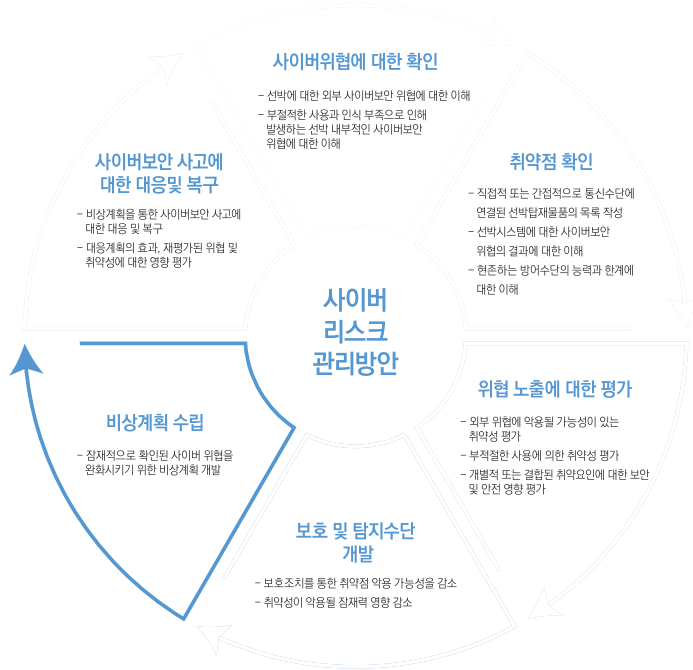 사이버위협에 대한 확인
– 선박에 대한 외부 사이버보안 위협에 대한 이해
– 부절적한 사용과 인식 부족으로 인해
발생하는 선박 내부적인 사이버보안
위협에 대한 이해
취약점 확인
– 직접적 또는 간접적으로 통신수단에
연결된 선박탑재물품의 목록 작성
– 선박시스템에 대한 사이버보안
위협의 결과에 대한 이해
– 현존하는 방어수단의 능력과 한계에
대한 이해
위협 노출에 대한 평가
– 외부 위협에 악용될 가능성이 있는
취약성 평가
– 부적절한 사용에 의한 취약성 평가
– 개별적 또는 결합된 취약요인에 대한 보안
및 안전 영향 평가
보호 및 탐지수단
개발
– 보호조치를 통한 취약점 악용 가능성을 감소
– 취약성이 악용될 잠재력 영향 감소
비상계획 수립
– 잠재적으로 확인된 사이버 위협을
완화시키기 위한 비상계획 개발
사이버보안 사고에
대한 대응및 복구
– 비상계획을 통한 사이버보안 사고에
대한 대응 및 복구
– 대응계획의 효과, 재평가된 위협 및
취약성에 대한 영향 평가
사이버
리스크
관리방안